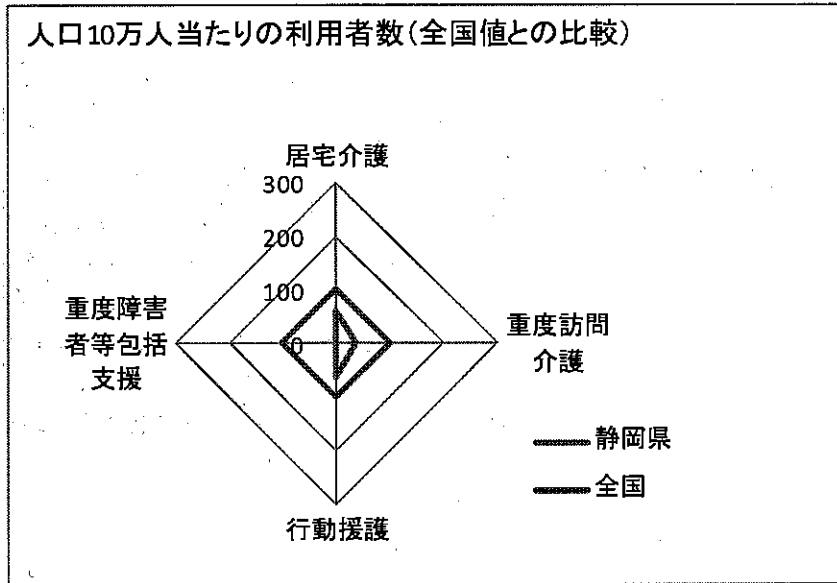 人口10万人当たりの利用者数(全国値との比較)
居宅介護
300
200
100
0
重度障害
者等包括
支援
重度訪問
介護
静岡県
全国
行動援護